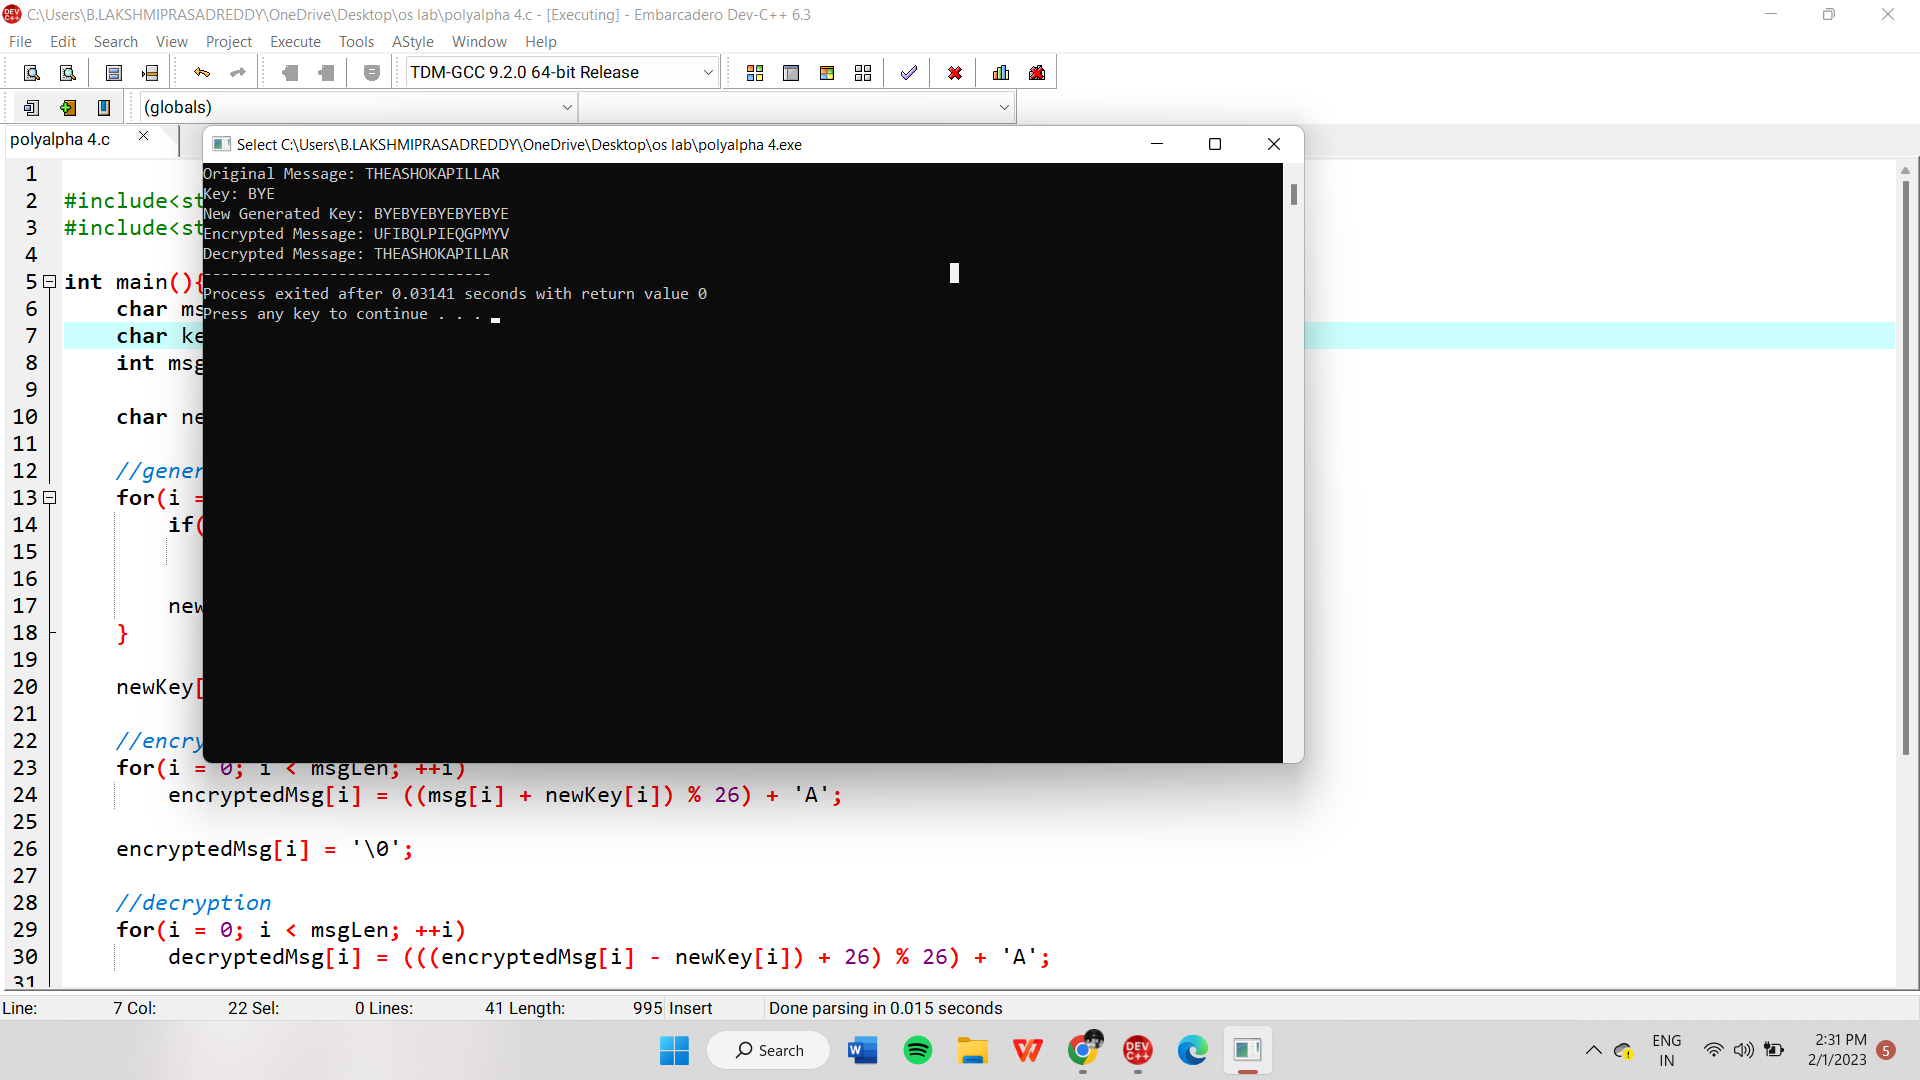 C:\Users\B.LAKSHMIPRASADREDDY\OneDrive\Desktop\os lab\polyalpha 4.c - [Executing] - Embarcadero Dev-C++ 6.3
File Edit Search View Project Execute Tools AStyle Window Help
TDM-GCC 9.2.0 64-bit Release
(globals)
polyalpha 4.c
Select C:\Users\B.LAKSHMIPRASADREDDY\OneDrive\Desktop\os lab\polyalpha 4.exe
Original Message: THEASHOKAPILLAR
Key: BYE
New Generated Key: BYEBYEBYEBYEBYE
Encrypted Message: UFIBQLPIEQGPMYV
Decrypted Message: THEASHOKAPILLAR
--------------------------------
Process exited after 0.03141 seconds with return value 0
Press any key to continue . . .
1
2 #include<st
3 #include<st
4
5 int main(){
6 char ms
7 char ke
8 int msg
9
10 char ne
11
12 //gener
13 for(i =
14 if(
15
16
17 new
18 }
19
20 newKey[
21
22 //encry
23 for(i = 0; i < msgLen; ++i)
24 encryptedMsg[i] = ((msg[i] + newKey[i]) % 26) + 'A';
25
26 encryptedMsg[i] = '\0';
27
28 //decryption
29 for(i = 0; i < msgLen; ++i)
30 decryptedMsg[i] = (((encryptedMsg[i] - newKey[i]) + 26) % 26) + 'A';
31
Line: 7 Col: 22 Sel: 0 Lines: 41 Length: 995 Insert Done parsing in 0.015 seconds
Search
ENG
IN
2:31 PM
2/1/2023
5